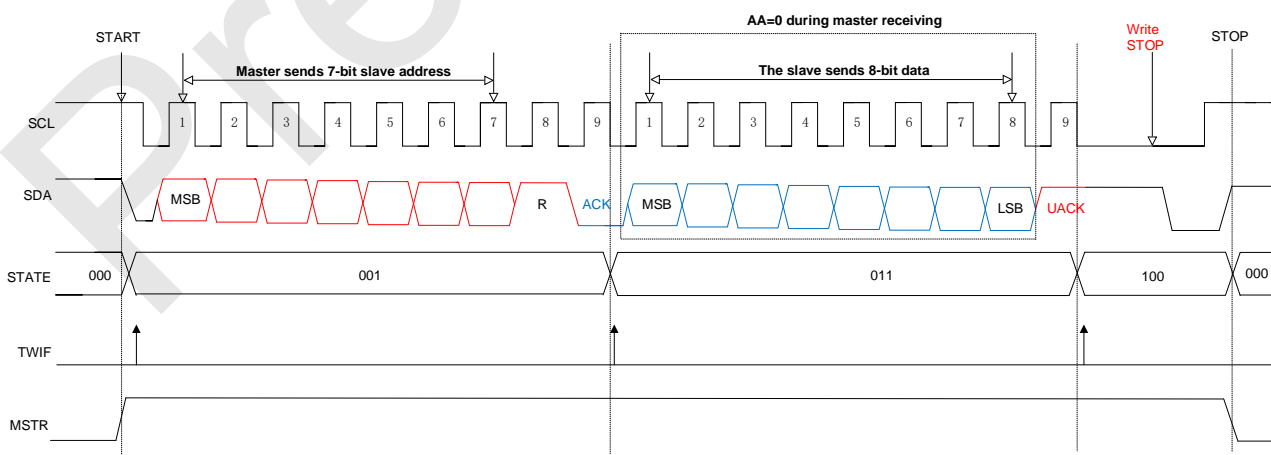 AA=0 during master receiving
START
Write
STOP
STOP
Master sends 7-bit slave address
The slave sends 8-bit data
SCL
1 2 3 4 5 6 7 8 9 1 2 3 4 5 6 7 8 9
SDA
MSB R ACK MSB LSB UACK
STATE
000 001 011 100 000
TWIF
MSTR